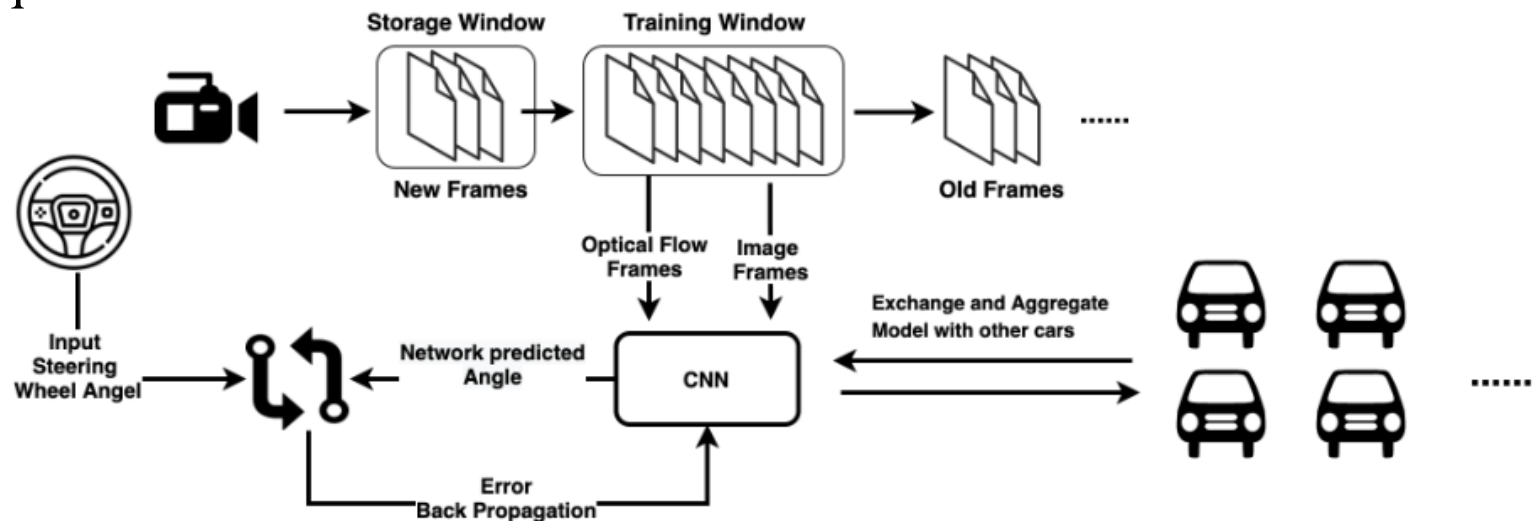 Storage Window
Training Window
......
New Frames
Old Frames
Optical Flow
Frames
Image
Frames
Exchange and Aggregate
Model with other cars
Input
Steering
Wheel Angel
Network predicted
Angle
CNN
......
Error
Back Propagation